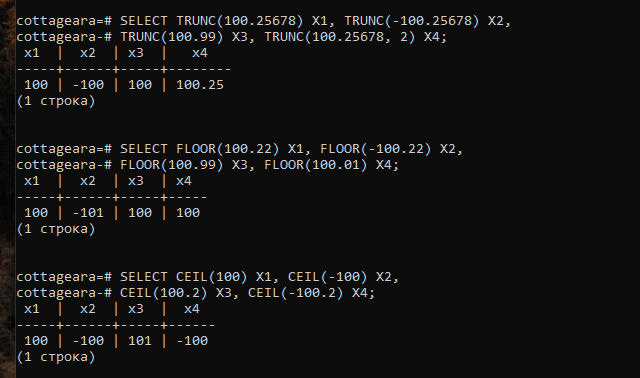 cottageara=# SELECT TRUNC(100.25678) X1, TRUNC(-100.25678) X2,
cottageara-# TRUNC(100.99) X3, TRUNC(100.25678, 2) X4;
 x1  |  x2  | x3  |   x4
-----+------+-----+--------
 100 | -100 | 100 | 100.25
(1 строка)
cottageara=# SELECT FLOOR(100.22) X1, FLOOR(-100.22) X2,
cottageara-# FLOOR(100.99) X3, FLOOR(100.01) X4;
 x1  |  x2  | x3  | x4
-----+------+-----+-----
 100 | -101 | 100 | 100
(1 строка)
cottageara=# SELECT CEIL(100) X1, CEIL(-100) X2,
cottageara-# CEIL(100.2) X3, CEIL(-100.2) X4;
 x1  |  x2  | x3  |  x4
-----+------+-----+------
 100 | -100 | 101 | -100
(1 строка)